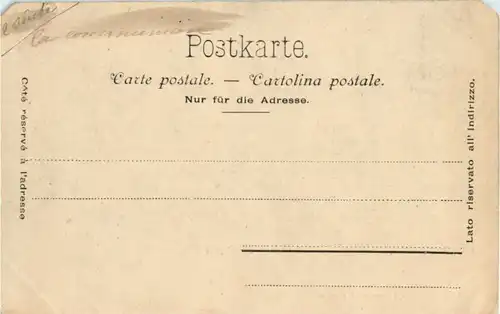 Postkarte.
Carte postale. — Cartolina postale.
Nur für die Adresse.
Côté réservé à l'adresse
Lato riservato all' Indirizzo.